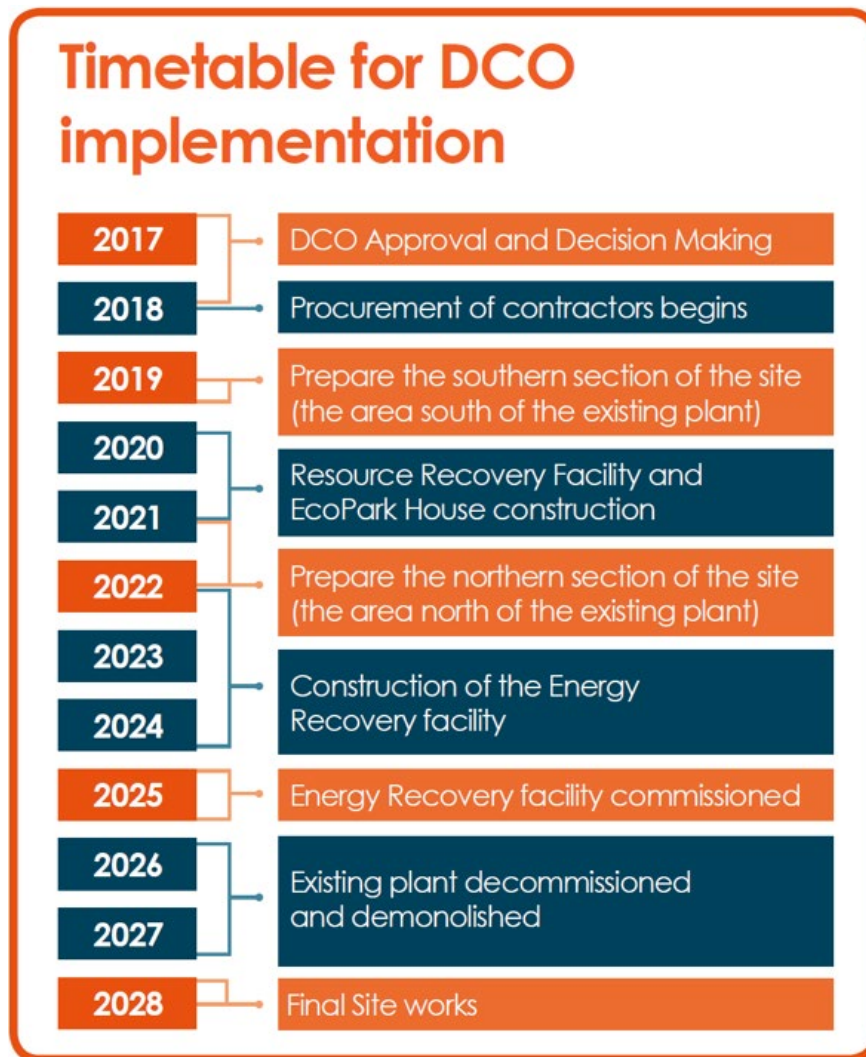 Timetable for DCO
implementation
2017
DCO Approval and Decision Making
2018
Procurement of contractors begins
2019
Prepare the southern section of the site
(the area south of the existing plant)
2020
2021
Resource Recovery Facility and
EcoPark House construction
2022
Prepare the northern section of the site
(the area north of the existing plant)
2023
2024
Construction of the Energy
Recovery facility
2025
Energy Recovery facility commissioned
2026
2027
Existing plant decommissioned
and demonolished
2028
Final Site works